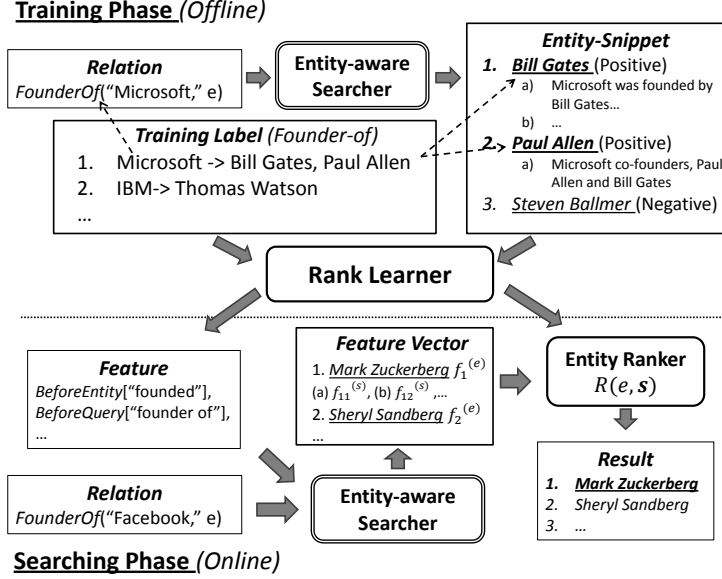 Training Phase (Offline)
Relation
FounderOf("Microsoft," e)
Entity-aware
Searcher
Entity-Snippet
1. Bill Gates (Positive)
a) Microsoft was founded by
Bill Gates…
b) …
2. Paul Allen (Positive)
a) Microsoft co-founders, Paul
Allen and Bill Gates
3. Steven Ballmer (Negative)
Training Label (Founder-of)
1. Microsoft -> Bill Gates, Paul Allen
2. IBM-> Thomas Watson
…
Rank Learner
Feature
BeforeEntity["founded"],
BeforeQuery["founder of"],
…
Feature Vector
1. Mark Zuckerberg f₁⁽ᵉ⁾
(a) f₁₁⁽ˢ⁾, (b) f₁₂⁽ˢ⁾,…
2. Sheryl Sandberg f₂⁽ᵉ⁾
…
Entity Ranker
R(e, s)
Relation
FounderOf("Facebook," e)
Entity-aware
Searcher
Result
1. Mark Zuckerberg
2. Sheryl Sandberg
3. …
Searching Phase (Online)